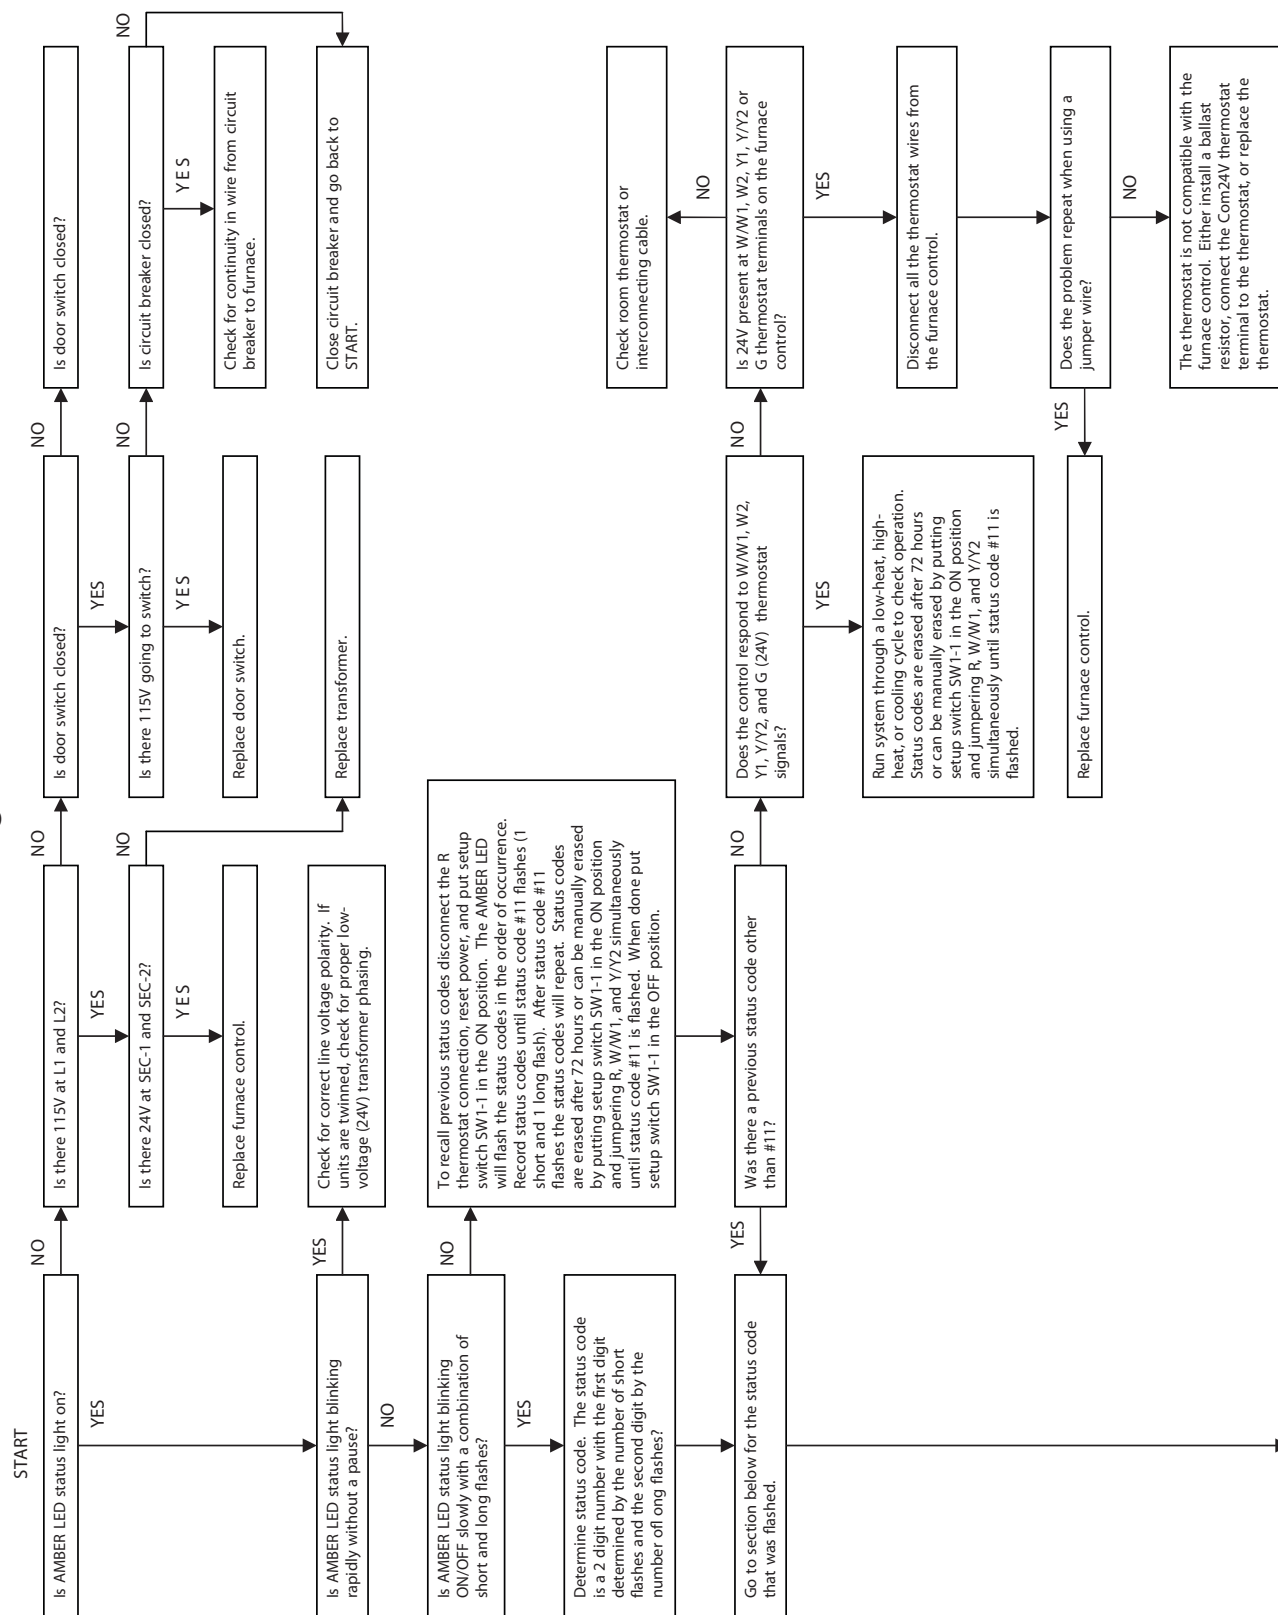 START
Is AMBER LED status light on?
NO
Is there 115V at L1 and L2?
NO
Is door switch closed?
NO
Is door switch closed?
YES
YES
YES
Is there 24V at SEC-1 and SEC-2?
NO
Is there 115V going to switch?
NO
Is circuit breaker closed?
NO
YES
YES
YES
Replace furnace control.
Replace door switch.
Check for continuity in wire from circuit
breaker to furnace.
Is AMBER LED status light blinking
rapidly without a pause?
YES
Check for correct line voltage polarity. If
units are twinned, check for proper low-
voltage (24V) transformer phasing.
Replace transformer.
Close circuit breaker and go back to
START.
NO
Is AMBER LED status light blinking
ON/OFF slowly with a combination of
short and long flashes?
NO
To recall previous status codes disconnect the R
thermostat connection, reset power, and put setup
switch SW1-1 in the ON position. The AMBER LED
will flash the status codes in the order of occurrence.
Record status codes until status code #11 flashes (1
short and 1 long flash). After status code #11
flashes the status codes will repeat. Status codes
are erased after 72 hours or can be manually erased
by putting setup switch SW1-1 in the ON position
and jumpering R, W/W1, and Y/Y2 simultaneously
until status code #11 is flashed. When done put
setup switch SW1-1 in the OFF position.
YES
Determine status code. The status code
is a 2 digit number with the first digit
determined by the number of short
flashes and the second digit by the
number ofl ong flashes?
Check room thermostat or
interconnecting cable.
NO
Go to section below for the status code
that was flashed.
YES
Was there a previous status code other
than #11?
NO
Does the control respond to W/W1, W2,
Y1, Y/Y2, and G (24V) thermostat
signals?
NO
Is 24V present at W/W1, W2, Y1, Y/Y2 or
G thermostat terminals on the furnace
control?
YES
YES
Run system through a low-heat, high-
heat, or cooling cycle to check operation.
Status codes are erased after 72 hours
or can be manually erased by putting
setup switch SW1-1 in the ON position
and jumpering R, W/W1, and Y/Y2
simultaneously until status code #11 is
flashed.
Disconnect all the thermostat wires from
the furnace control.
Replace furnace control.
YES
Does the problem repeat when using a
jumper wire?
NO
The thermostat is not compatible with the
furnace control. Either install a ballast
resistor, connect the Com24V thermostat
terminal to the thermostat, or replace the
thermostat.